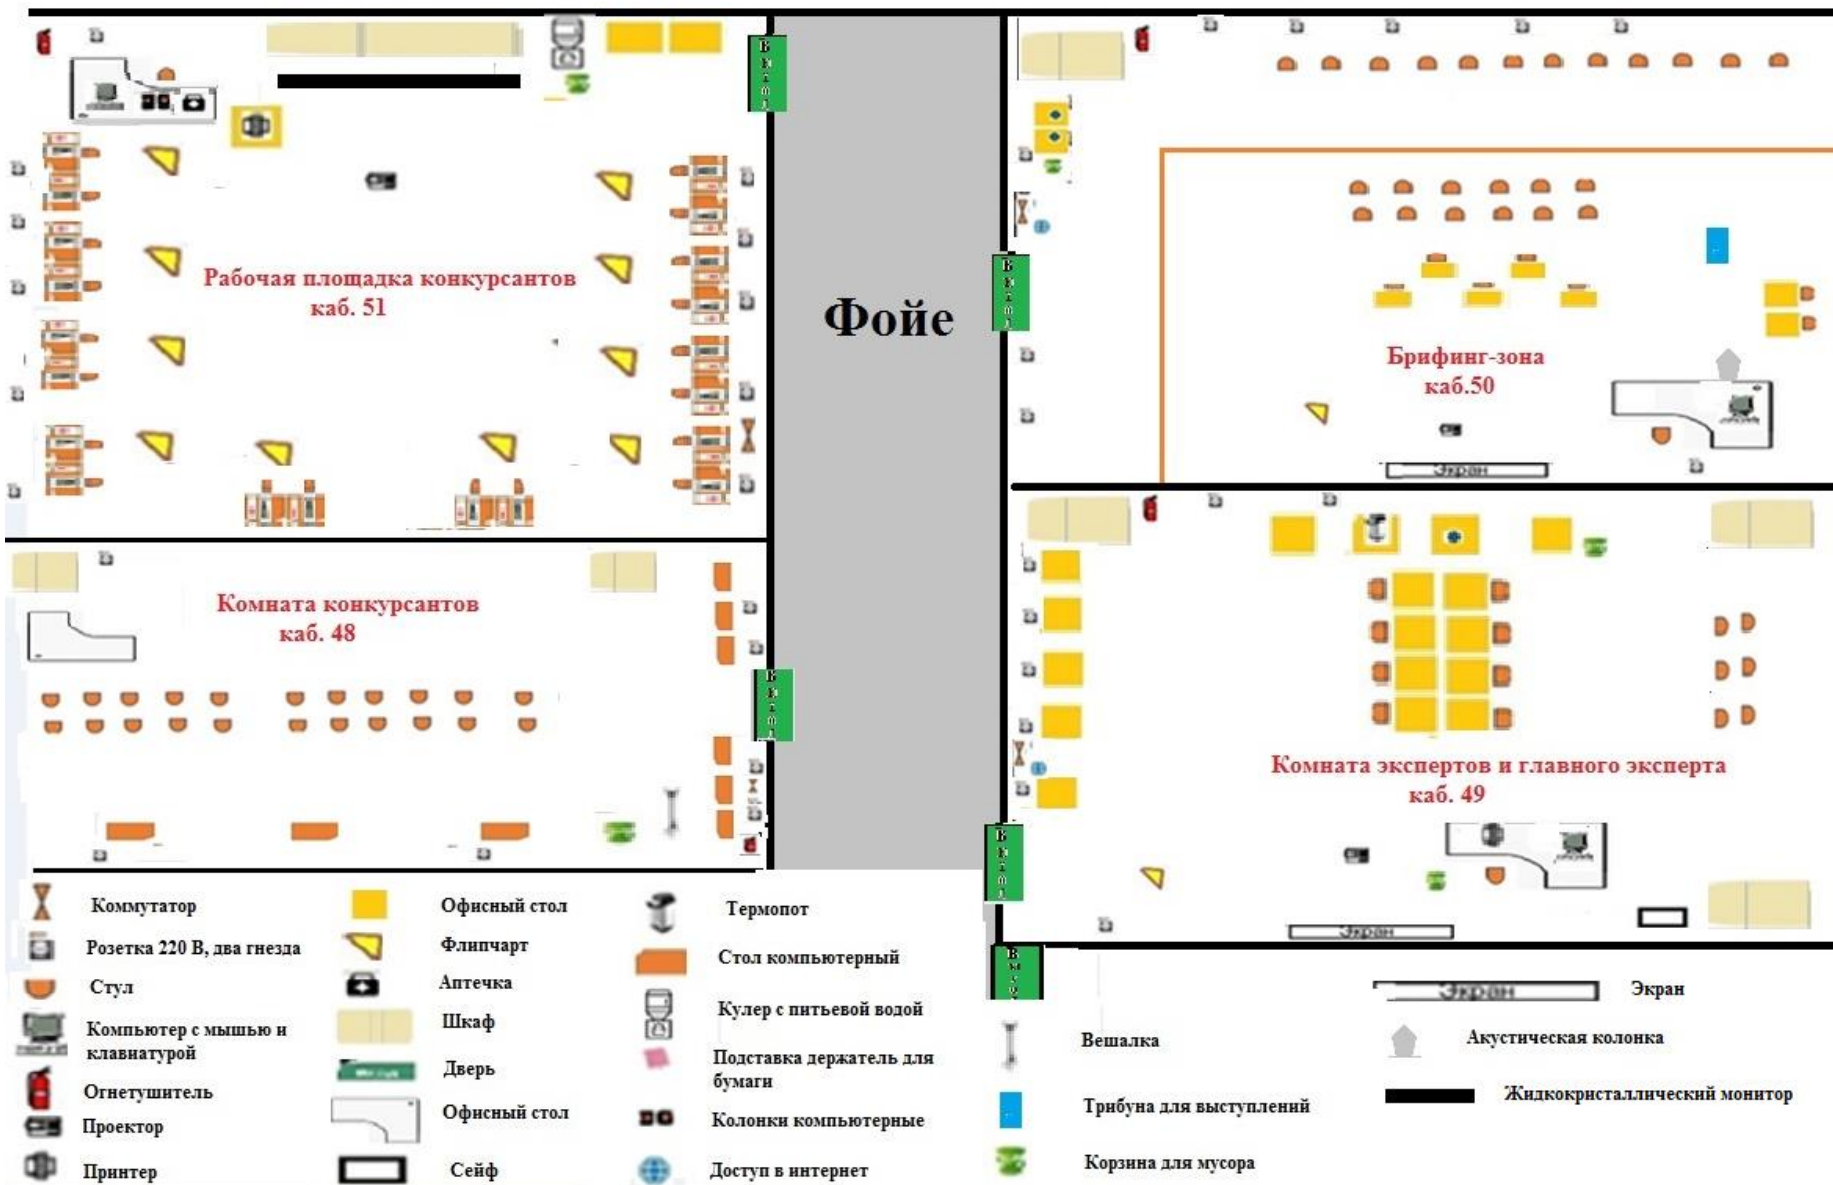 Рабочая площадка конкурсантов
каб. 51
Фойе
Брифинг-зона
каб.50
Экран
Комната конкурсантов
каб. 48
Комната экспертов и главного эксперта
каб. 49
Экран
Коммутатор
Розетка 220 В, два гнезда
Стул
Компьютер с мышью и
клавиатурой
Огнетушитель
Проектор
Принтер
Офисный стол
Флипчарт
Аптечка
Шкаф
Дверь
Офисный стол
Сейф
Термопот
Стол компьютерный
Кулер с питьевой водой
Подставка держатель для
бумаги
Колонки компьютерные
Доступ в интернет
Вешалка
Трибуна для выступлений
Корзина для мусора
Экран
Экран
Акустическая колонка
Жидкокристаллический монитор